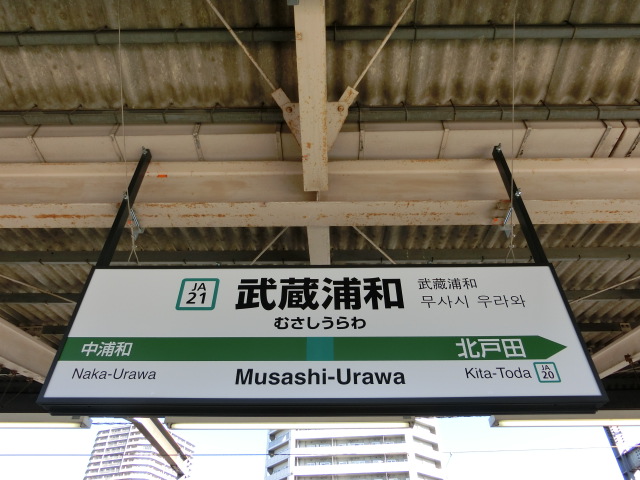 JA
21
武蔵浦和
むさしうらわ
武蔵浦和
무사시 우라와
中浦和
北戸田
Naka-Urawa
Musashi-Urawa
Kita-Toda
JA
20